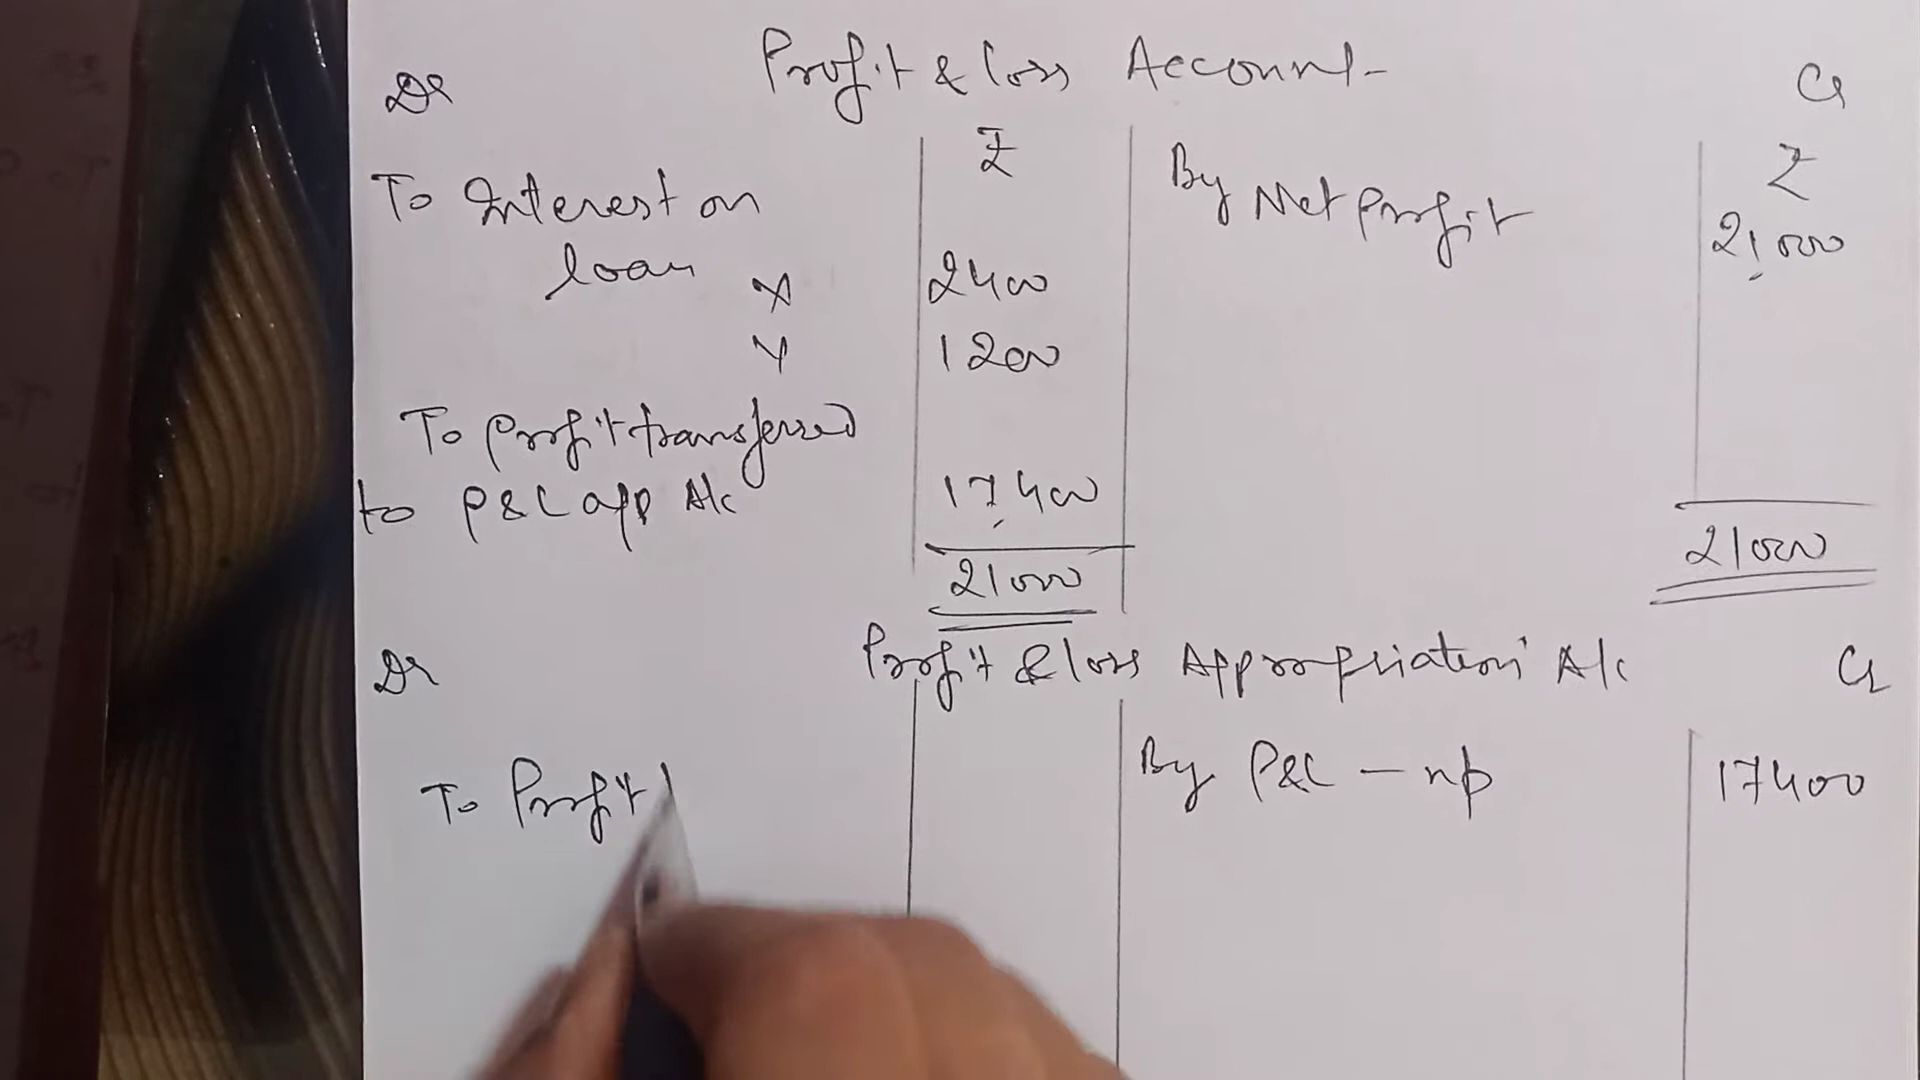 Profit & loss Account
Dr Cr
₹ ₹
To Interest on By Net profit 21,000
loan X 2400
Y 1200
To profit transferred
to P&L app A/c 17,400
21000 21000
Dr Profit & loss Appropriation A/c Cr
To Profit By P&L - np 17400